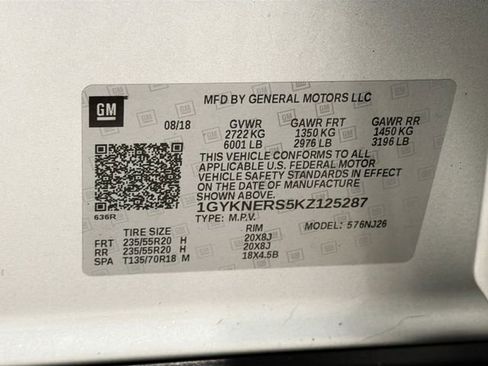 GM
MFD BY GENERAL MOTORS LLC
08/18 GVWR GAWR FRT GAWR RR
2722 KG 1350 KG 1450 KG
6001 LB 2976 LB 3196 LB
THIS VEHICLE CONFORMS TO ALL
APPLICABLE U.S. FEDERAL MOTOR
VEHICLE SAFETY STANDARDS IN EFFECT
ON THE DATE OF MANUFACTURE SHOWN ABOVE.
1GYKNERS5KZ125287
636R TYPE: M.P.V. MODEL: 576NJ26
TIRE SIZE RIM
FRT 235/55R20 H 20X8J
RR 235/55R20 H 20X8J
SPA T135/70R18 M 18X4.5B